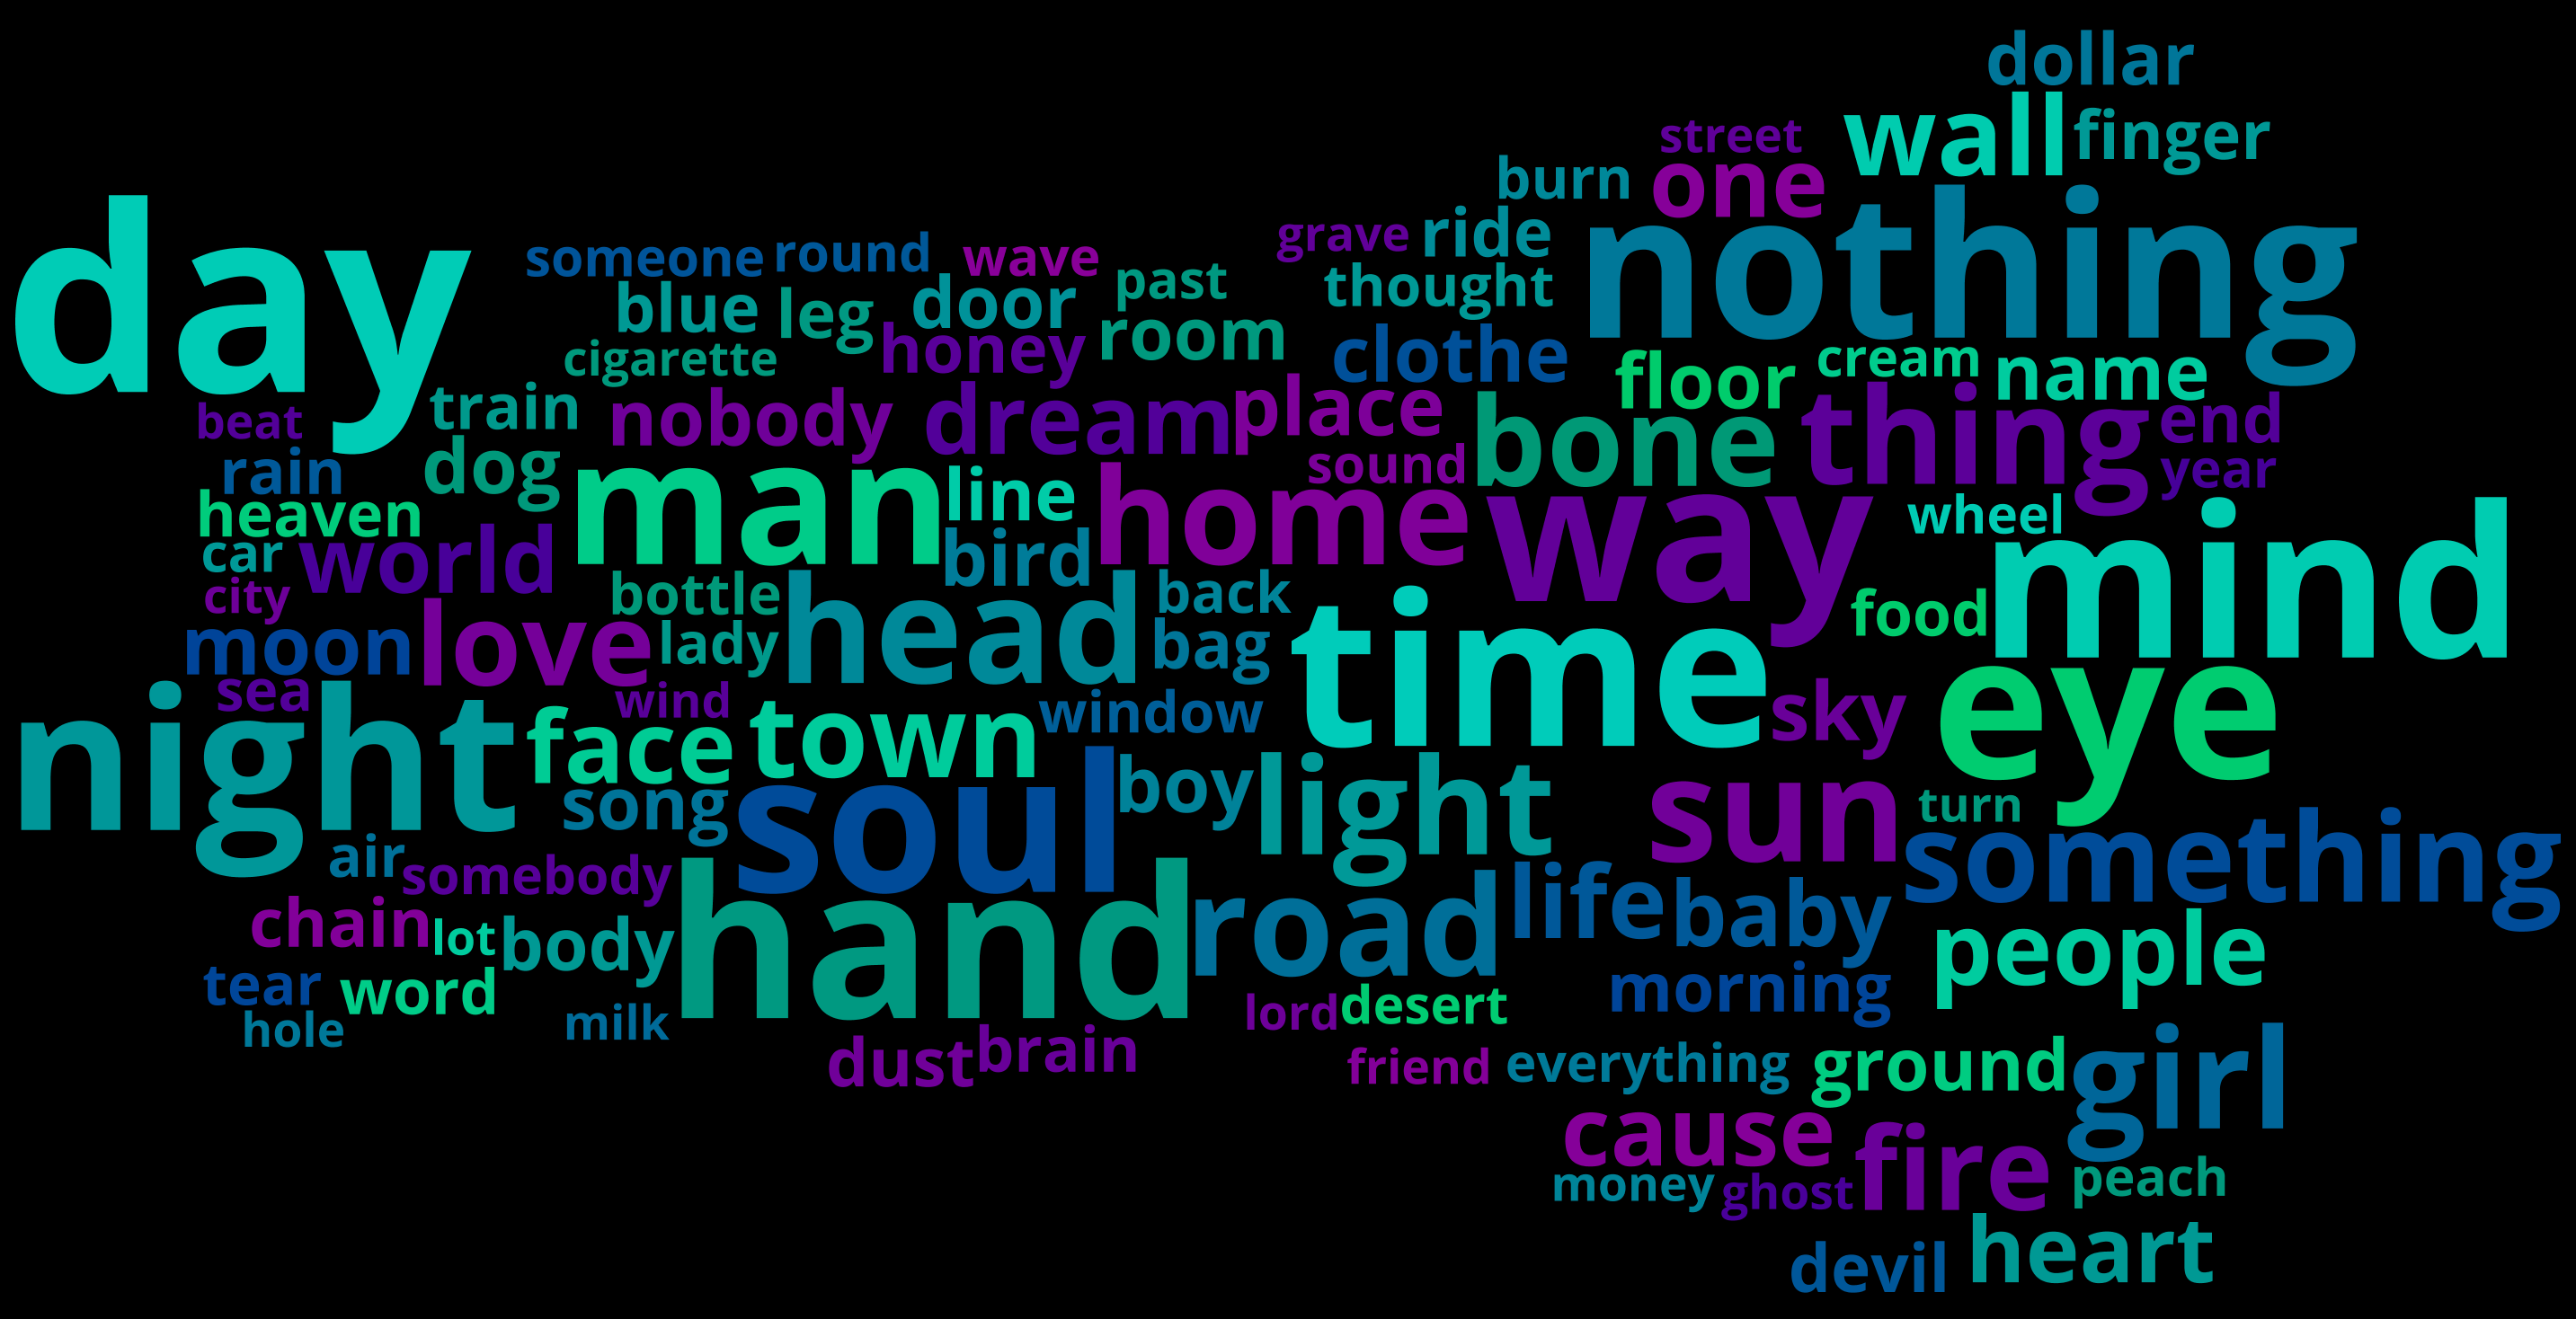 dollar
wall finger
street
burn one
day
someone round wave grave ride nothing
blue leg door past thought
cigarette honey room clothe
floor cream name
beat train nobody dream place bone thing end
rain dog man line home sound way year
heaven wheel mind
car world bird
city bottle head back time food
moon love lady bag
sea wind window sky eye
night face town
song soul boy light sun turn
air somebody hand road life baby something
chain lot body people
tear word morning
hole milk lord desert
dust brain friend everything ground girl
cause fire
money ghost peach
devil heart